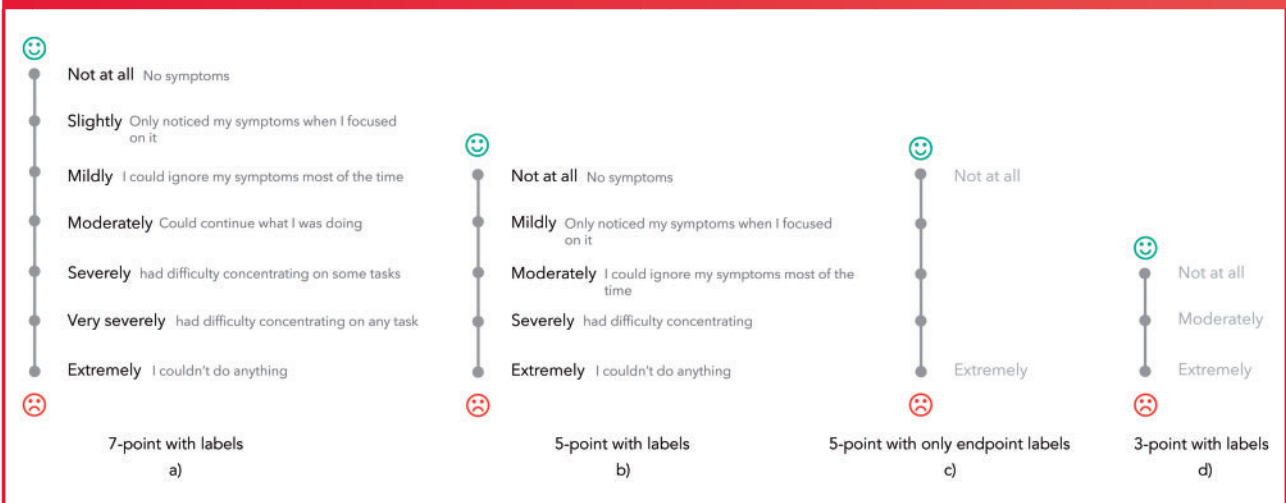 Not at all No symptoms
Slightly Only noticed my symptoms when I focused
on it
Mildly I could ignore my symptoms most of the time
Moderately Could continue what I was doing
Severely had difficulty concentrating on some tasks
Very severely had difficulty concentrating on any task
Extremely I couldn't do anything
7-point with labels
a)
Not at all No symptoms
Mildly Only noticed my symptoms when I focused
on it
Moderately I could ignore my symptoms most of the
time
Severely had difficulty concentrating
Extremely I couldn't do anything
5-point with labels
b)
Not at all
Extremely
5-point with only endpoint labels
c)
Not at all
Moderately
Extremely
3-point with labels
d)